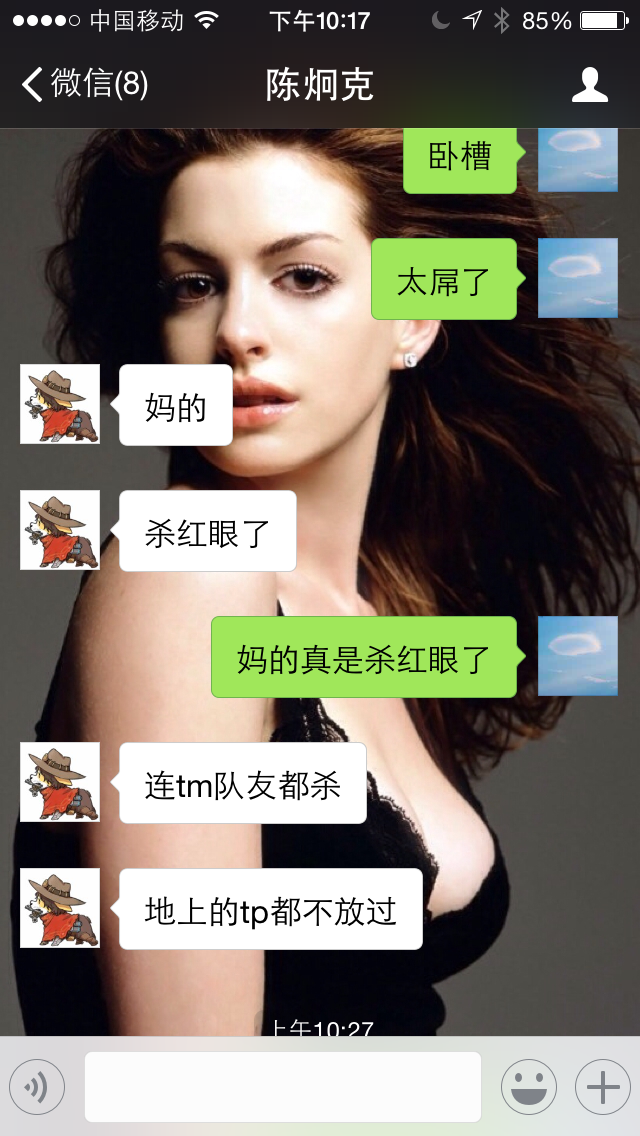 中国移动 下午10:17 85%
微信(8) 陈炯克
卧槽
太屌了
妈的
杀红眼了
妈的真是杀红眼了
连tm队友都杀
地上的tp都不放过
上午10:27